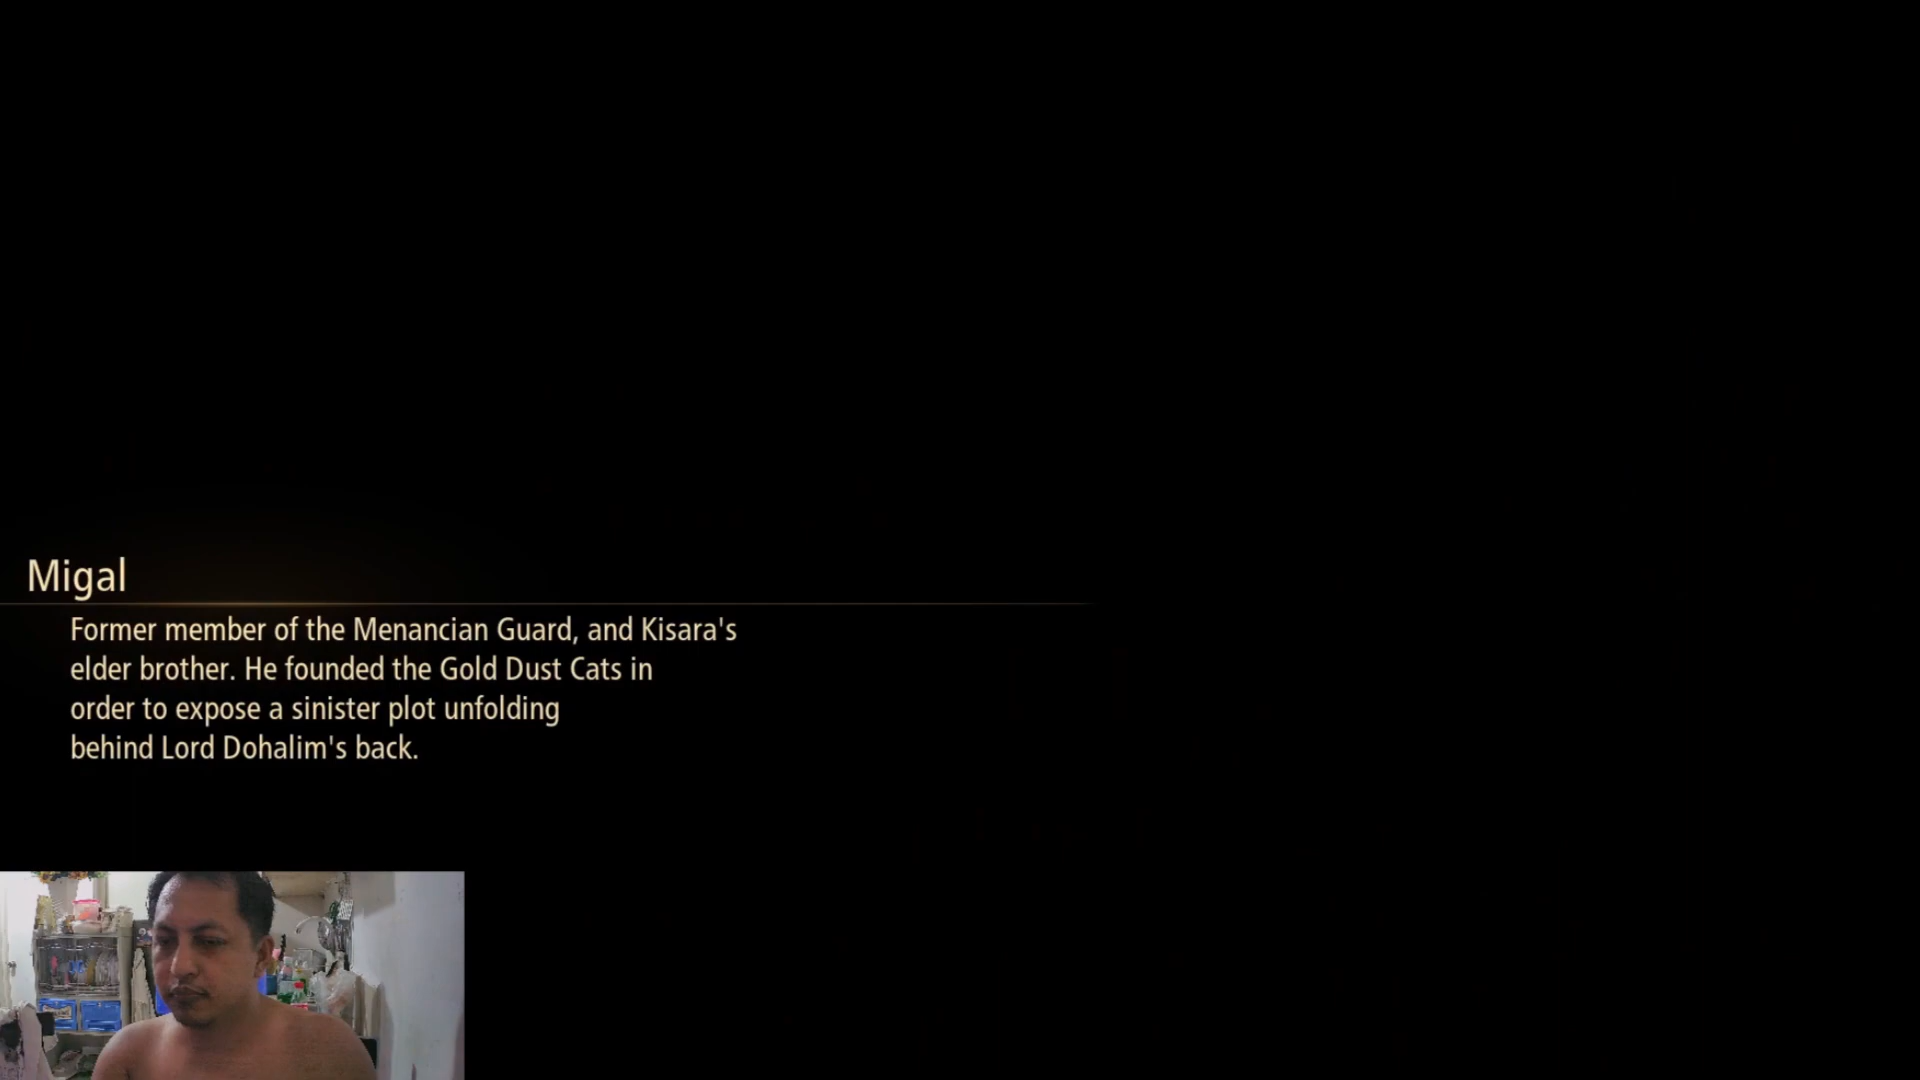 Migal
Former member of the Menancian Guard, and Kisara's
elder brother. He founded the Gold Dust Cats in
order to expose a sinister plot unfolding
behind Lord Dohalim's back.